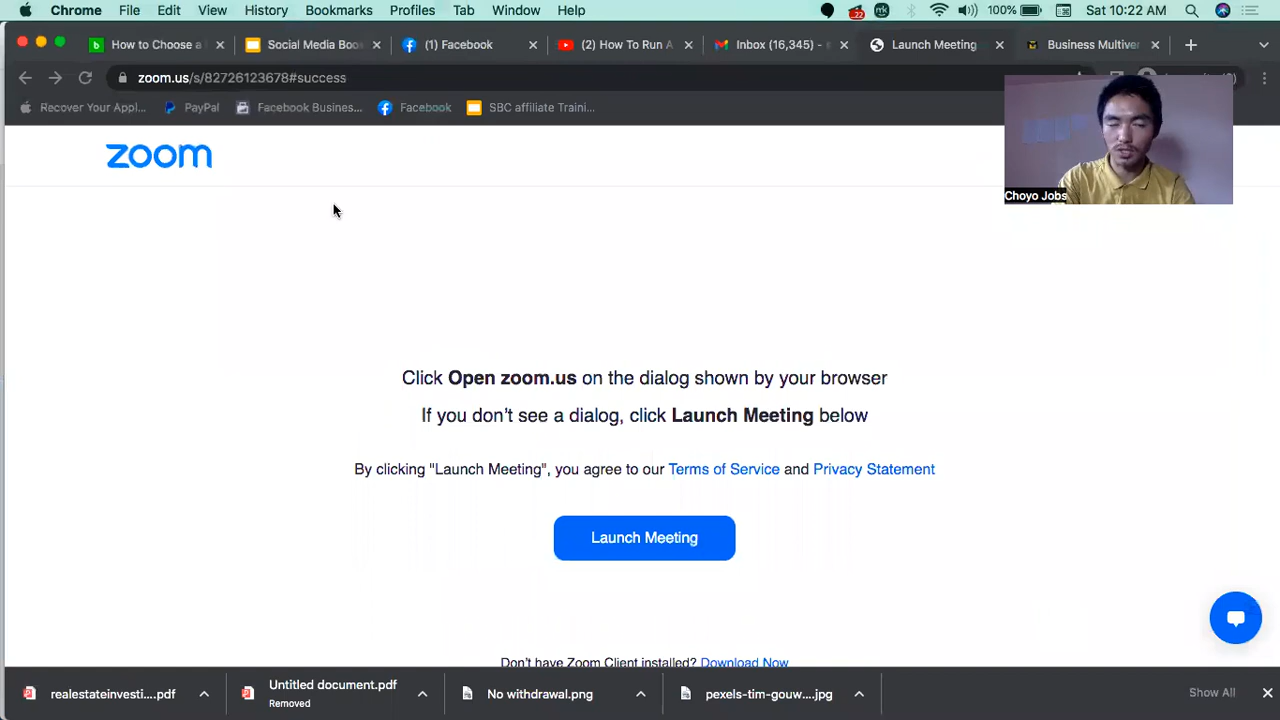 Chrome File Edit View History Bookmarks Profiles Tab Window Help 22 mk 100% Sat 10:22 AM
b How to Choose a Social Media Boo (1) Facebook (2) How To Run A Inbox (16,345) - Launch Meeting Business Multiver
zoom.us/s/82726123678#success
Recover Your Appl... PayPal Facebook Business... Facebook SBC affiliate Traini...
zoom
Choyo Jobs
Click Open zoom.us on the dialog shown by your browser
If you don't see a dialog, click Launch Meeting below
By clicking "Launch Meeting", you agree to our Terms of Service and Privacy Statement
Launch Meeting
Don't have Zoom Client installed? Download Now
realestateinvesti....pdf Untitled document.pdf No withdrawal.png pexels-tim-gouw....jpg Show All
Removed